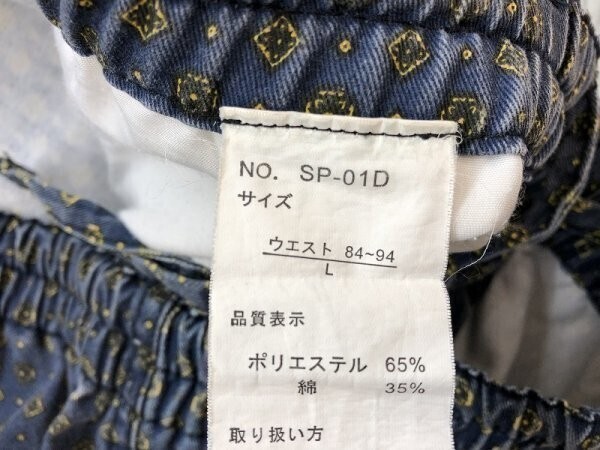 NO. SP-01D
サイズ
ウエスト 84~94
L
品質表示
ポリエステル 65%
綿 35%
取り扱い方